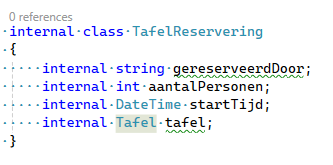 0 references
internal class TafelReservering
{
internal string gereserveerdDoor;
internal int aantalPersonen;
internal DateTime startTijd;
internal Tafel tafel;
}